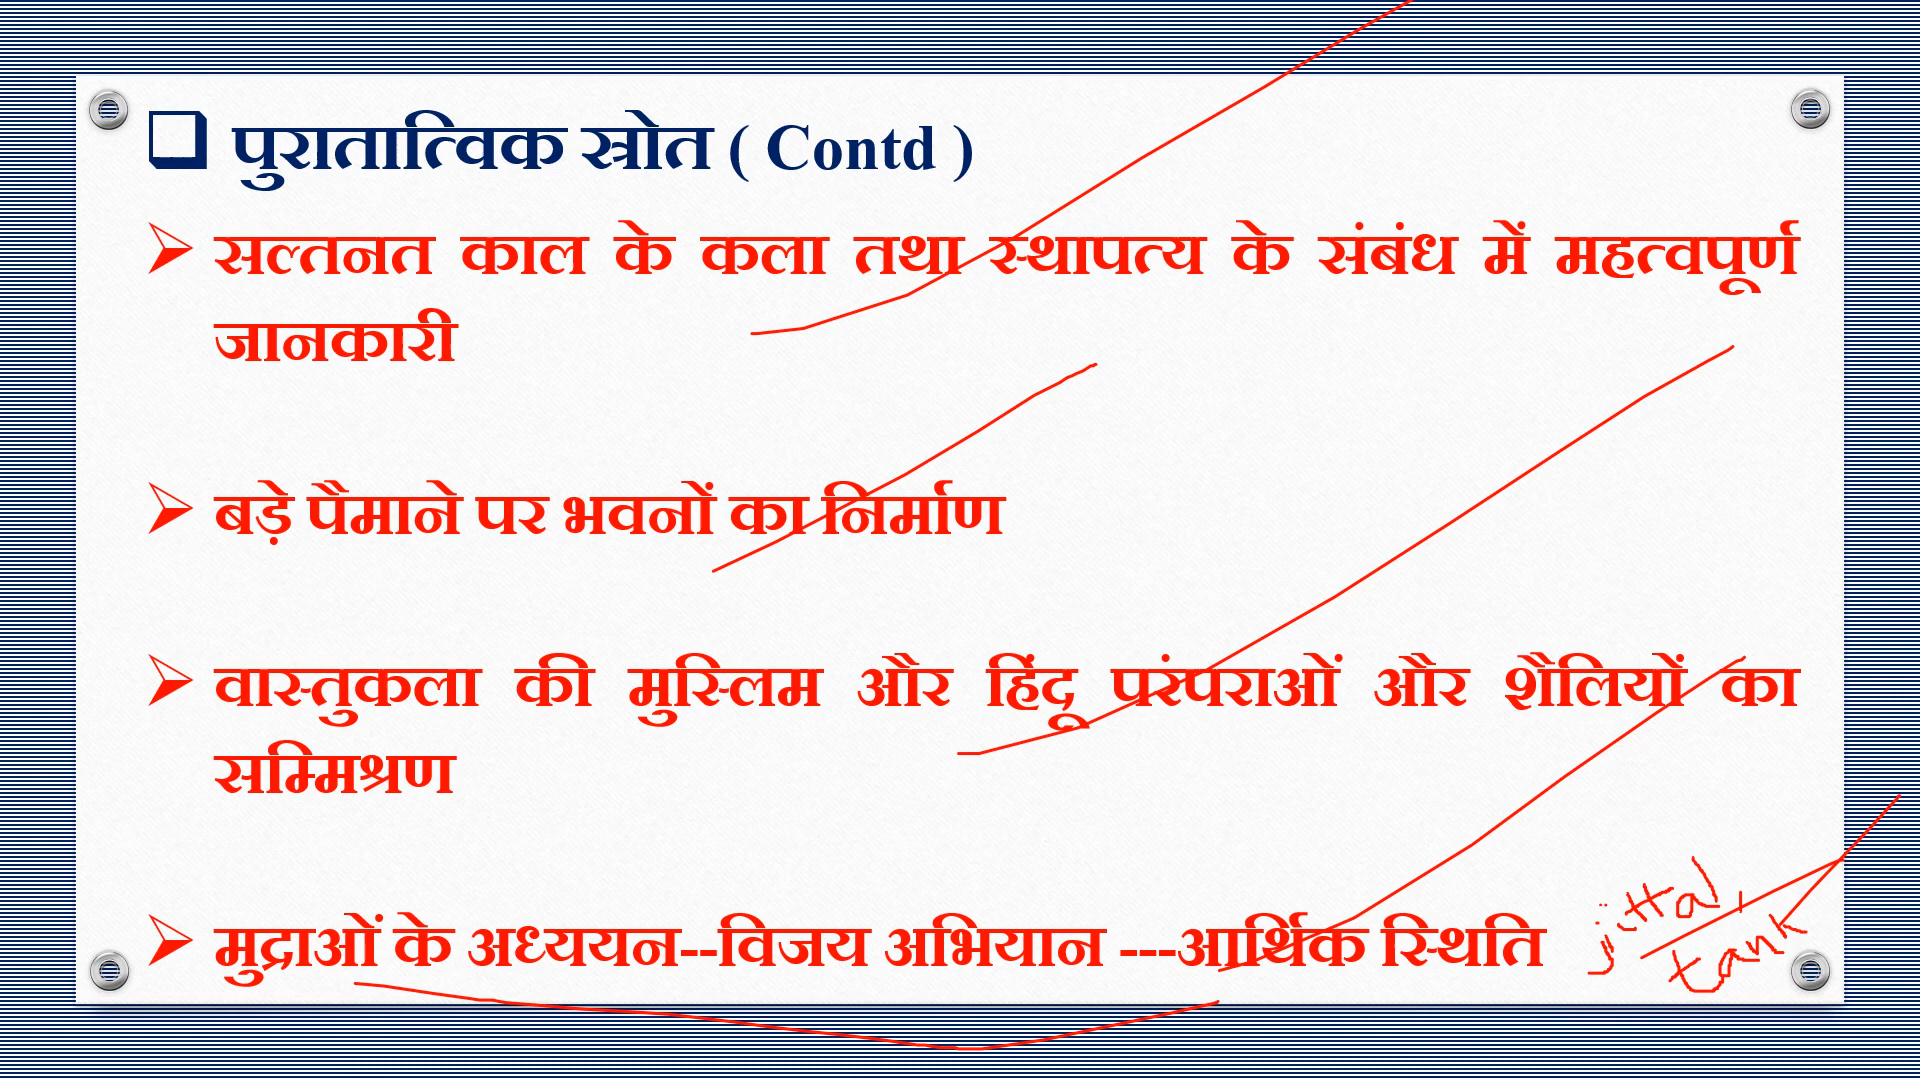 पुरातात्विक स्रोत ( Contd )
सल्तनत काल के कला तथा स्थापत्य के संबंध में महत्वपूर्ण
जानकारी
बड़े पैमाने पर भवनों का निर्माण
वास्तुकला की मुस्लिम और हिंदू परंपराओं और शैलियों का
सम्मिश्रण
मुद्राओं के अध्ययन--विजय अभियान ---आर्थिक स्थिति
jittal,
tank